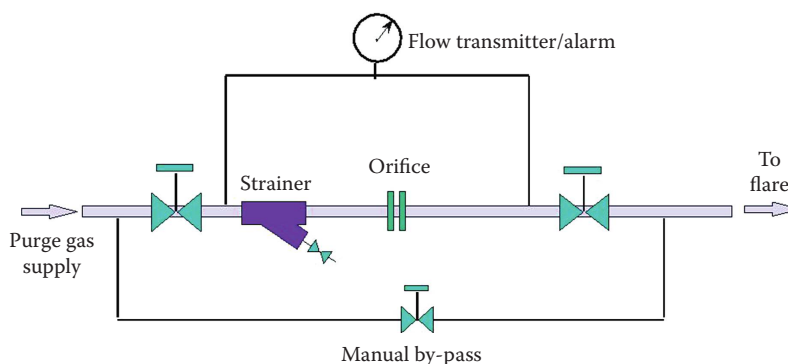 Flow transmitter/alarm
Strainer
Orifice
To
flare
Purge gas
supply
Manual by-pass